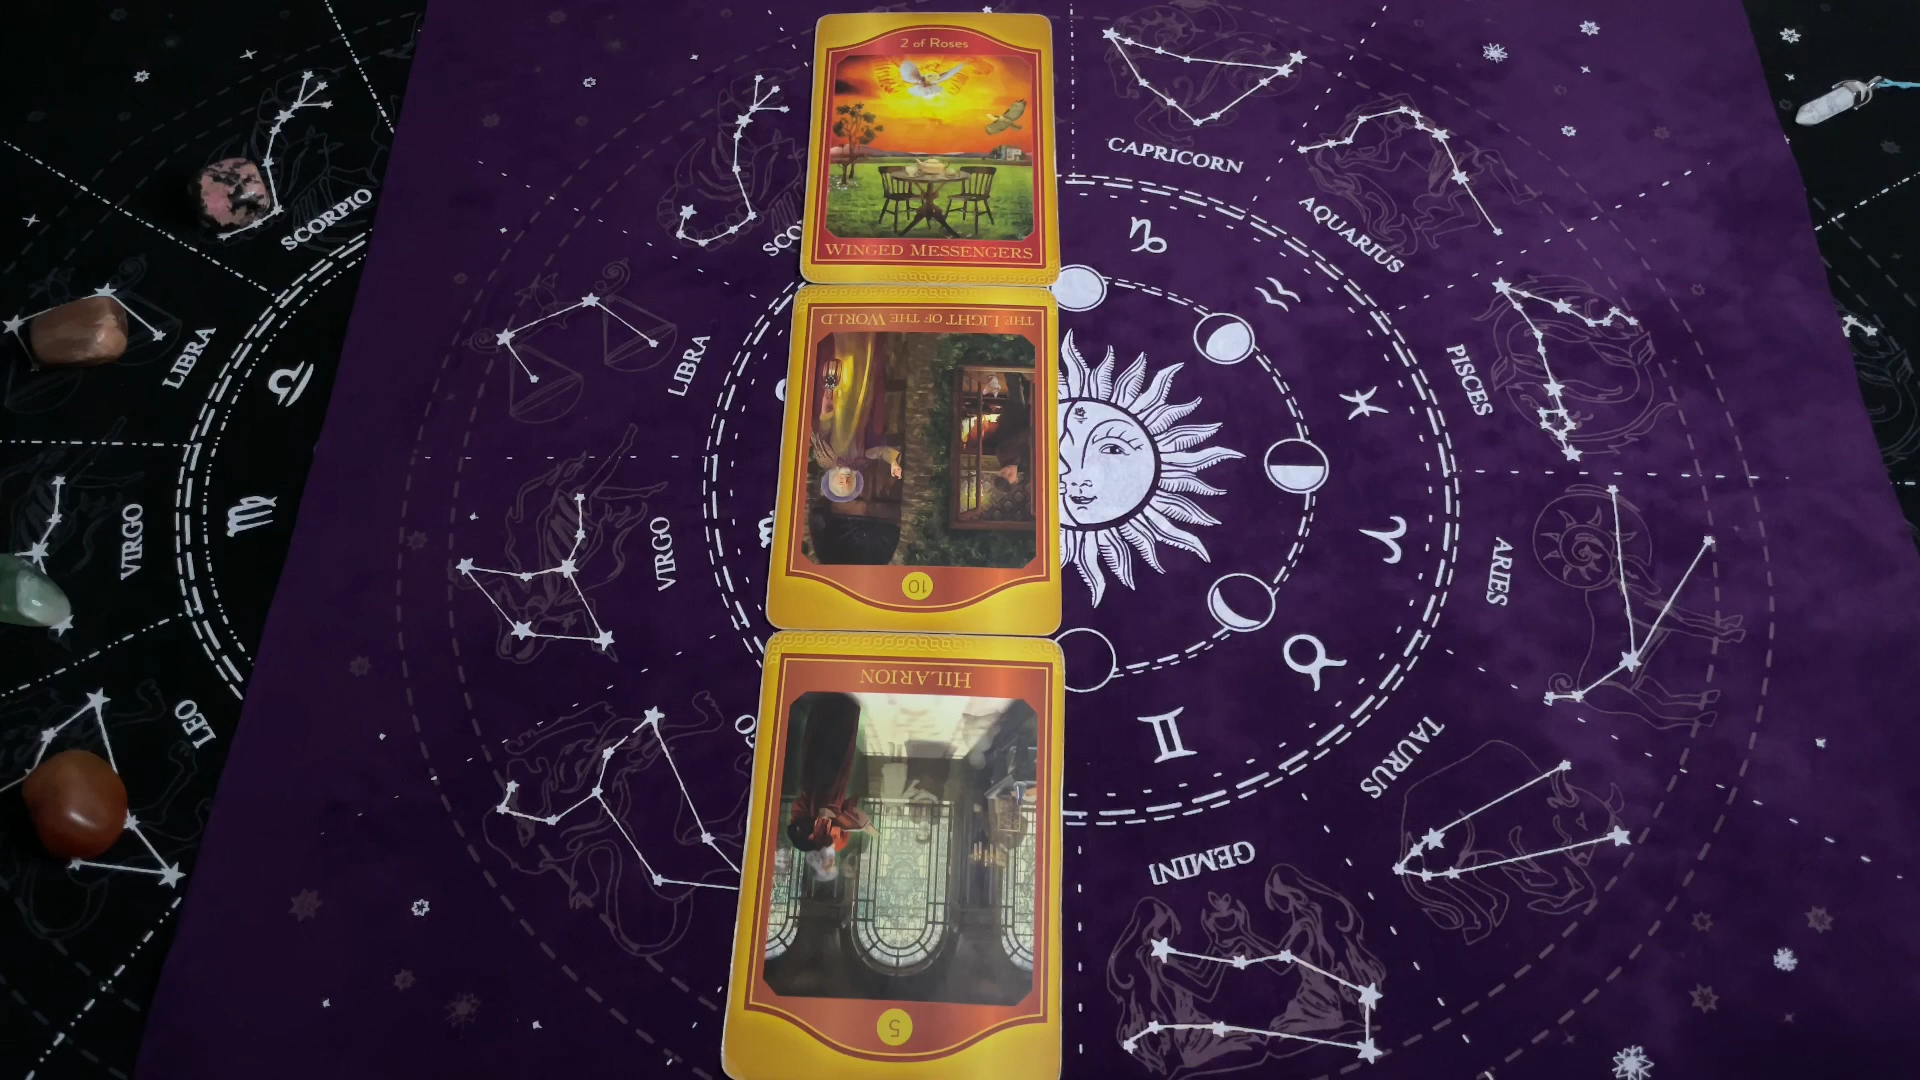 2 of Roses
WINGED MESSENGERS
THE LIGHT OF THE WORLD
10
HILARION
5
CAPRICORN
AQUARIUS
PISCES
ARIES
TAURUS
GEMINI
SCO
LIBRA
VIRGO
SCORPIO
LIBRA
VIRGO
LEO